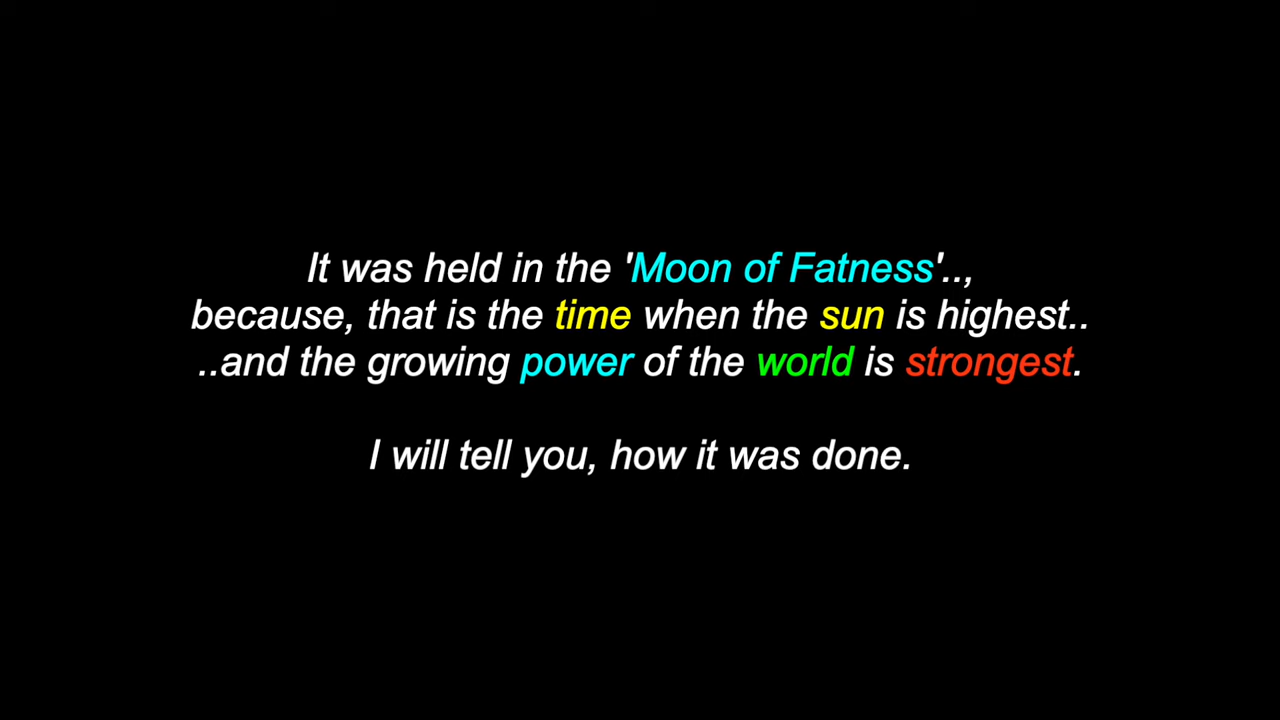 It was held in the 'Moon of Fatness'..,
because, that is the time when the sun is highest..
..and the growing power of the world is strongest.
I will tell you, how it was done.